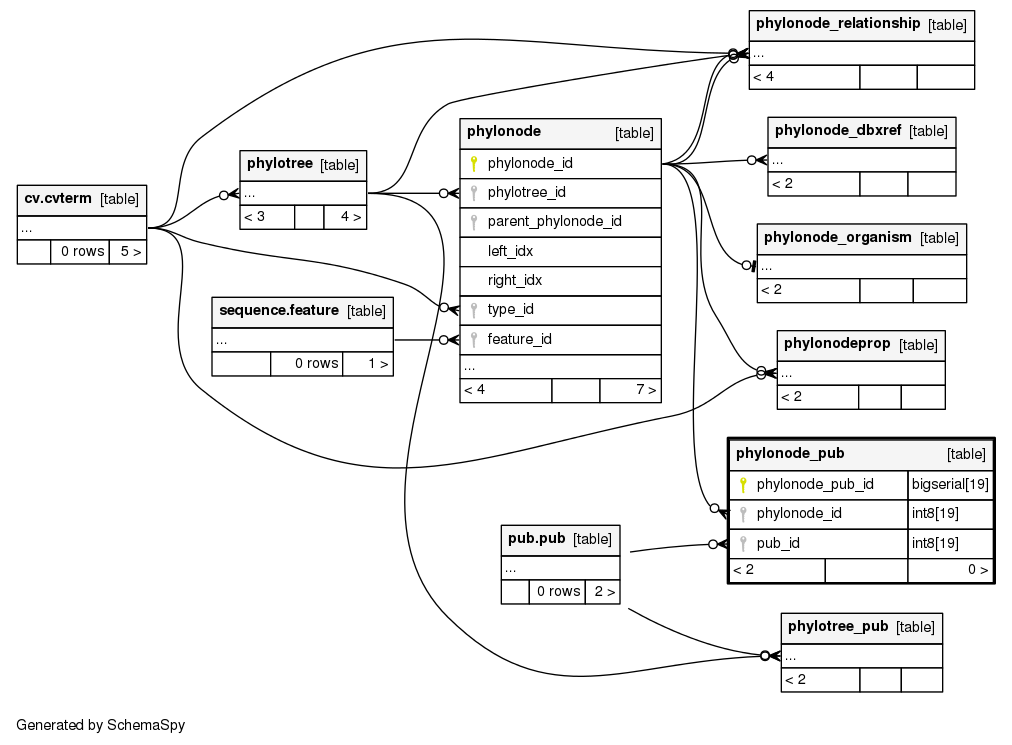 phylonode_relationship [table]
...
< 4
phylonode [table]
phylonode_id
phylotree_id
parent_phylonode_id
left_idx
right_idx
type_id
feature_id
...
< 4 7 >
phylonode_dbxref [table]
...
< 2
phylotree [table]
...
< 3 4 >
cv.cvterm [table]
...
0 rows 5 >
phylonode_organism [table]
...
< 2
sequence.feature [table]
...
0 rows 1 >
phylonodeprop [table]
...
< 2
phylonode_pub [table]
phylonode_pub_id bigserial[19]
phylonode_id int8[19]
pub_id int8[19]
< 2 0 >
pub.pub [table]
...
0 rows 2 >
phylotree_pub [table]
...
< 2
Generated by SchemaSpy